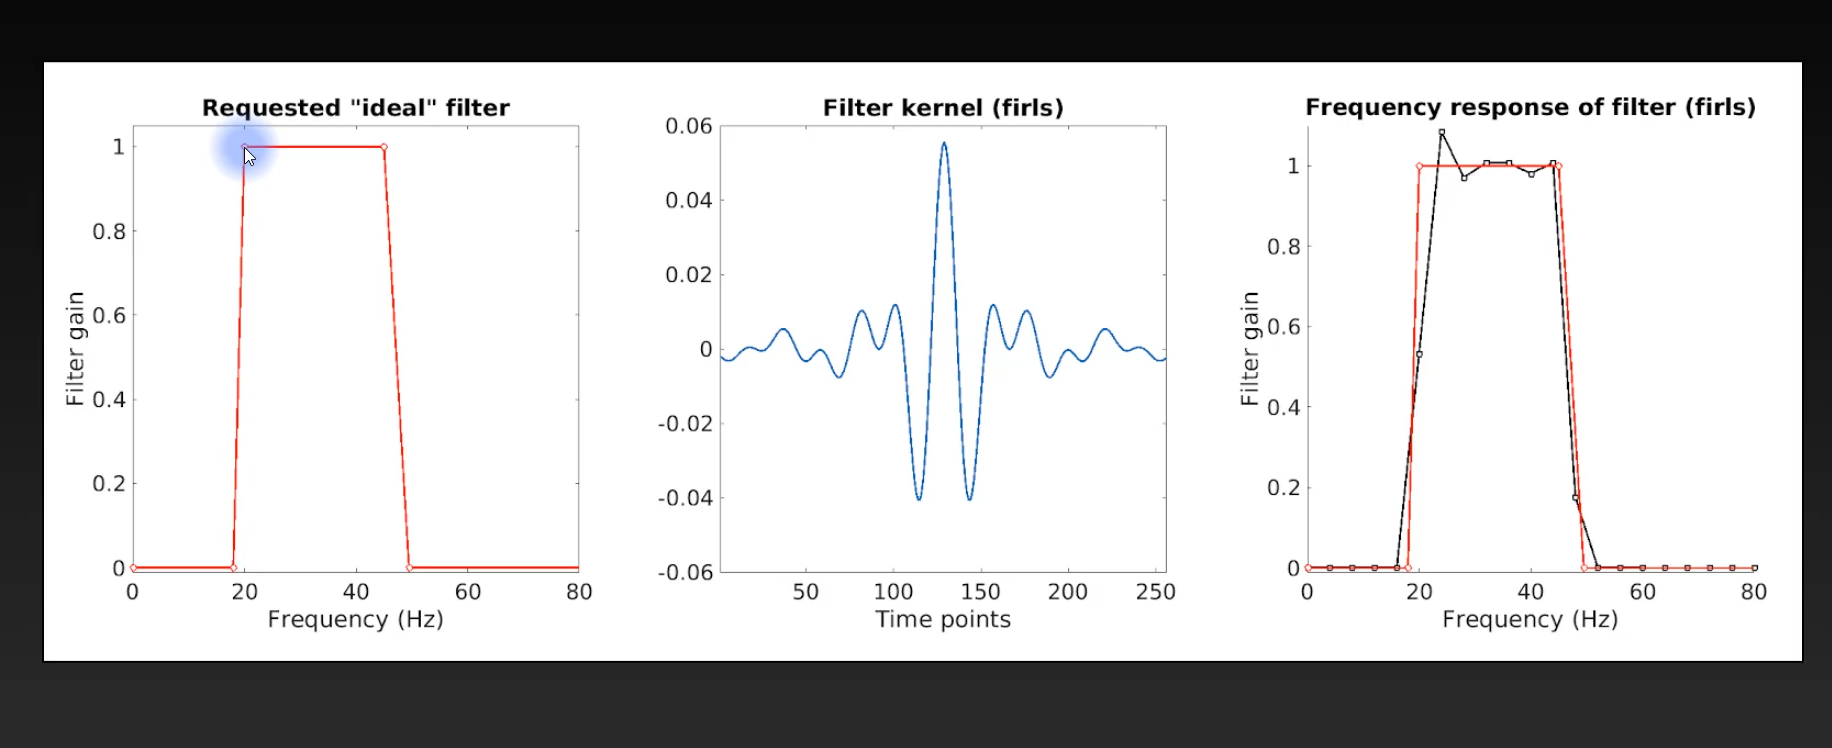 Requested "ideal" filter
Filter gain
1
0.8
0.6
0.4
0.2
0
0 20 40 60 80
Frequency (Hz)
Filter kernel (firls)
0.06
0.04
0.02
0
-0.02
-0.04
-0.06
50 100 150 200 250
Time points
Frequency response of filter (firls)
Filter gain
1
0.8
0.6
0.4
0.2
0
0 20 40 60 80
Frequency (Hz)